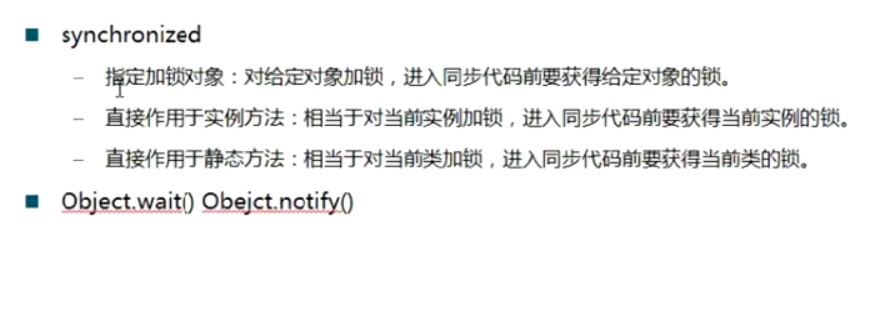 synchronized
– 指定加锁对象：对给定对象加锁，进入同步代码前要获得给定对象的锁。
– 直接作用于实例方法：相当于对当前实例加锁，进入同步代码前要获得当前实例的锁。
– 直接作用于静态方法：相当于对当前类加锁，进入同步代码前要获得当前类的锁。
Object.wait() Obejct.notify()